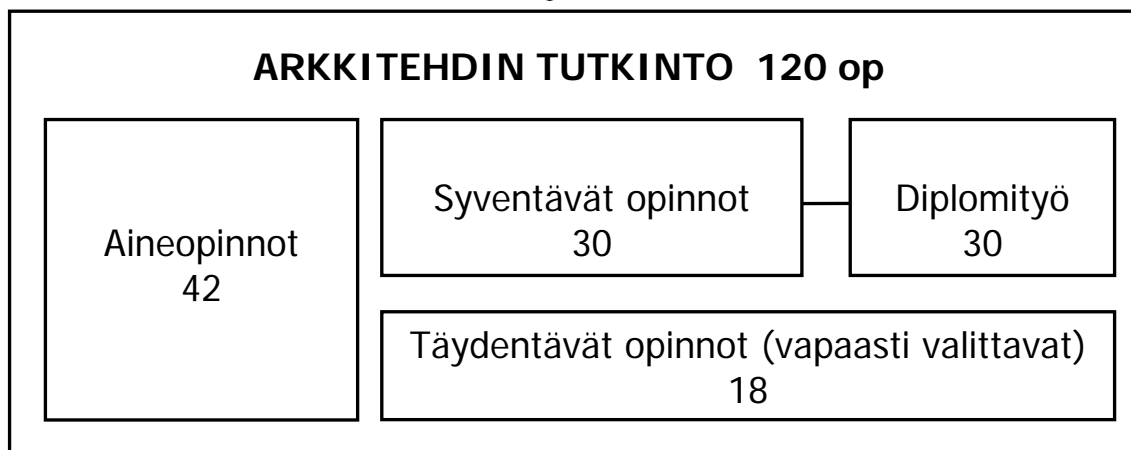 ARKKITEHDIN TUTKINTO 120 op
Aineopinnot
42
Syventävät opinnot
30
Diplomityö
30
Täydentävät opinnot (vapaasti valittavat)
18